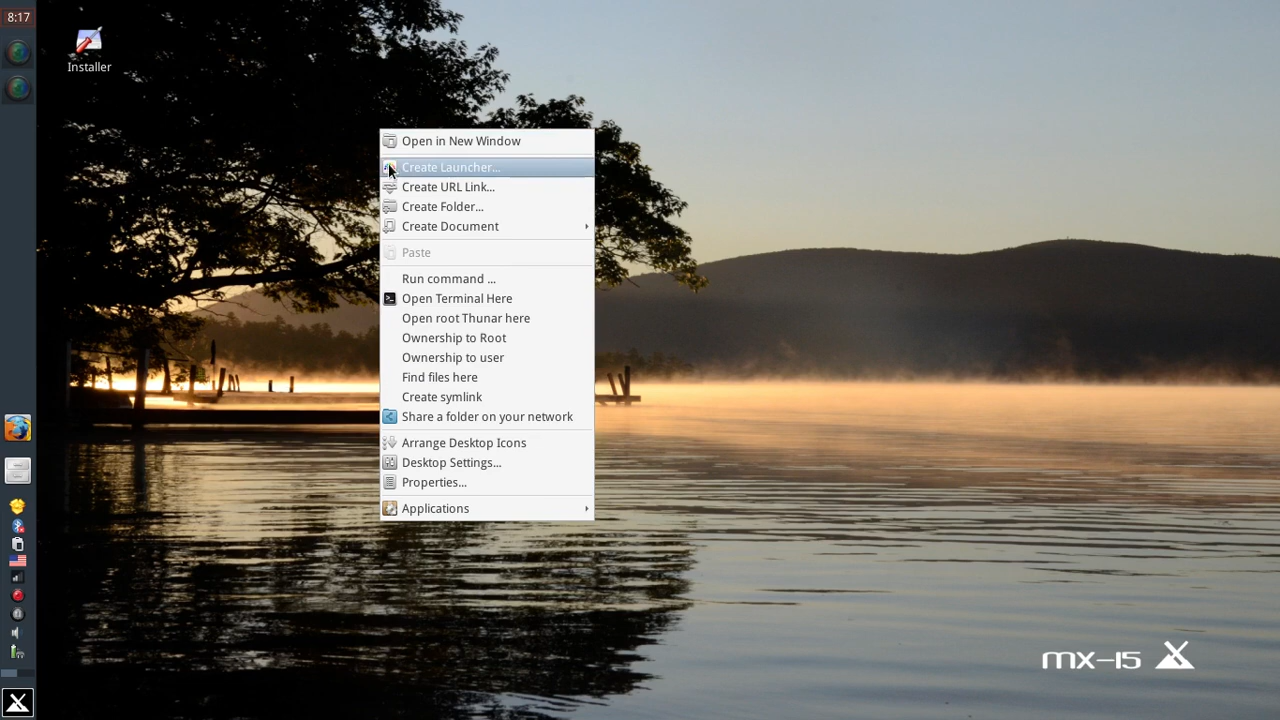 8:17
Installer
Open in New Window
Create Launcher...
Create URL Link...
Create Folder...
Create Document
Paste
Run command ...
Open Terminal Here
Open root Thunar here
Ownership to Root
Ownership to user
Find files here
Create symlink
Share a folder on your network
Arrange Desktop Icons
Desktop Settings...
Properties...
Applications
mx-15